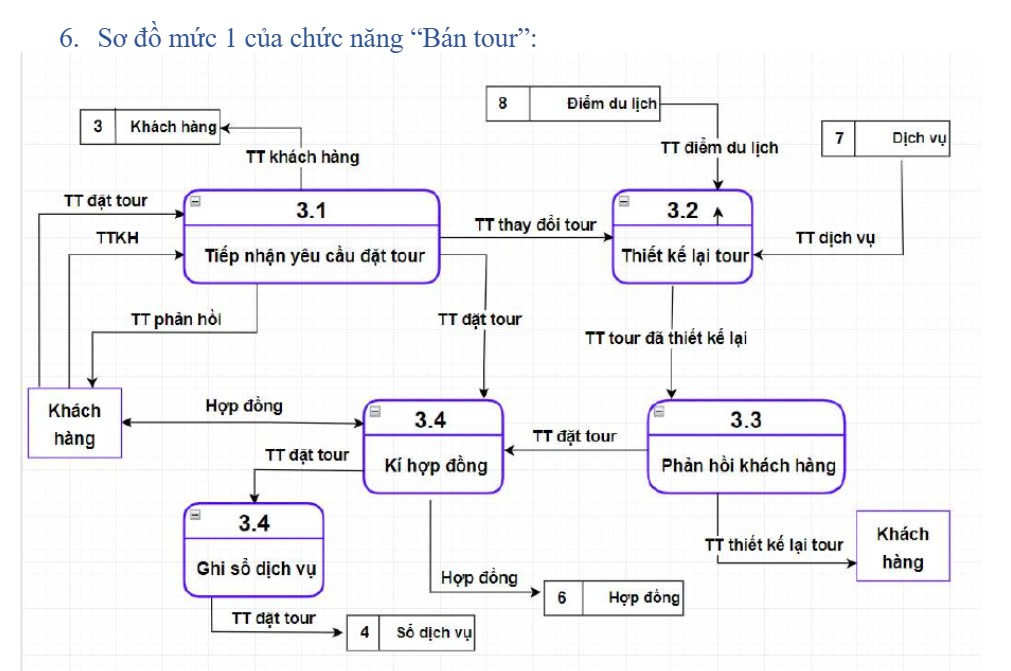 6. Sơ đồ mức 1 của chức năng “Bán tour”:
8 Điểm du lịch
3 Khách hàng
7 Dịch vụ
TT khách hàng
TT điểm du lịch
TT đặt tour
3.1
3.2
TT thay đổi tour
TTKH
TT dịch vụ
Tiếp nhận yêu cầu đặt tour
Thiết kế lại tour
TT phản hồi
TT đặt tour
TT tour đã thiết kế lại
Khách
hàng
Hợp đồng
3.4
3.3
TT đặt tour
TT đặt tour
Kí hợp đồng
Phản hồi khách hàng
3.4
Ghi sổ dịch vụ
TT thiết kế lại tour
Khách
hàng
Hợp đồng
6 Hợp đồng
TT đặt tour
4 Sổ dịch vụ